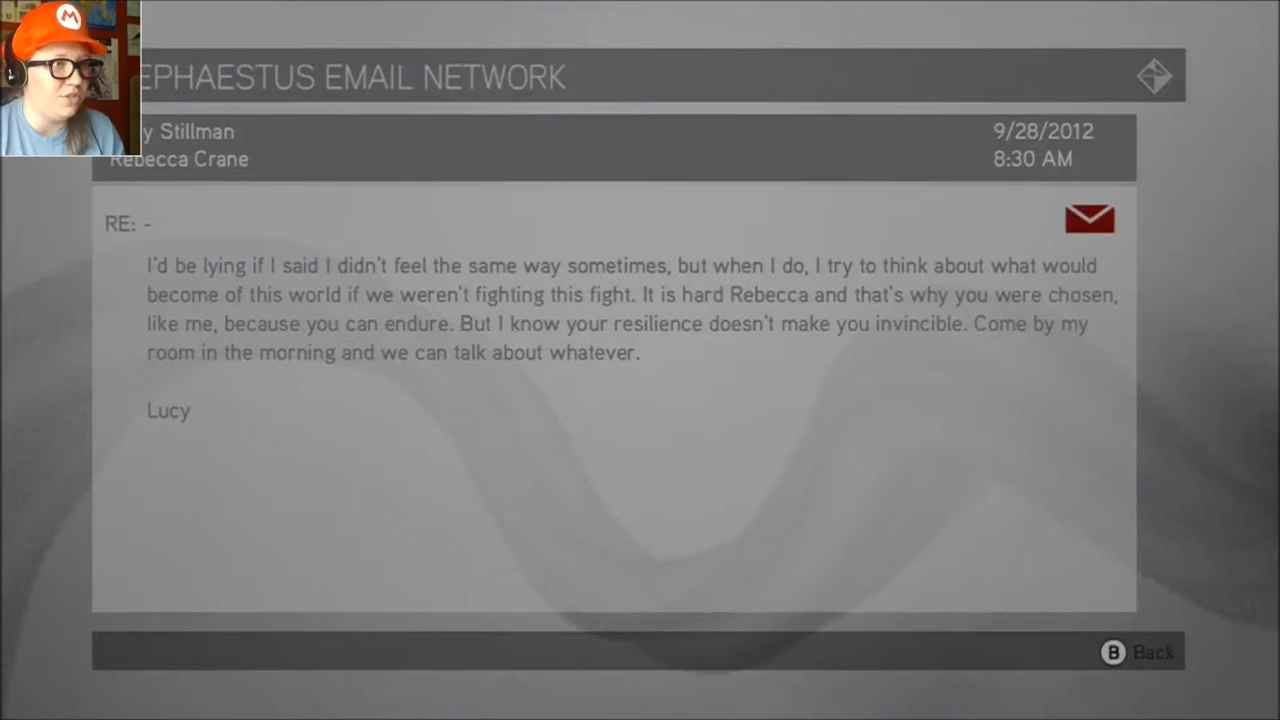 M
EPHAESTUS EMAIL NETWORK
y Stillman
9/28/2012
Rebecca Crane
8:30 AM
RE: -
I'd be lying if I said I didn't feel the same way sometimes, but when I do, I try to think about what would
become of this world if we weren't fighting this fight. It is hard Rebecca and that's why you were chosen,
like me, because you can endure. But I know your resilience doesn't make you invincible. Come by my
room in the morning and we can talk about whatever.
Lucy
B Back